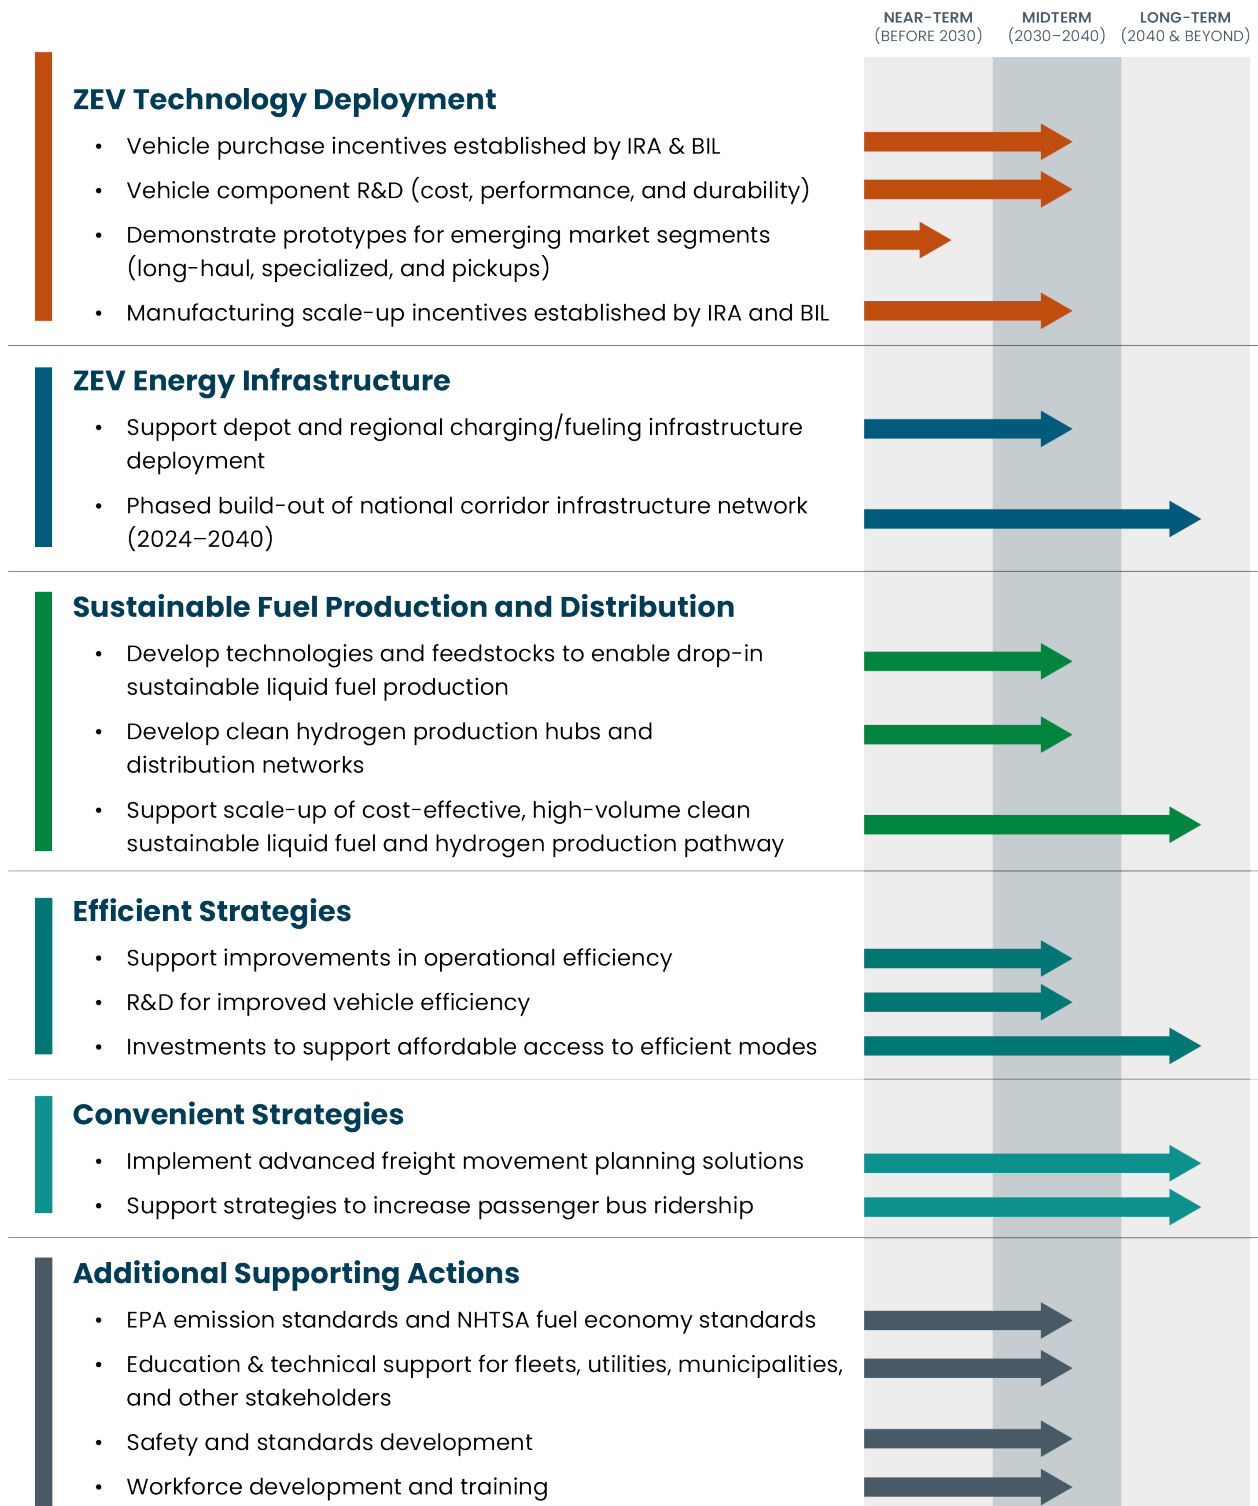 NEAR-TERM MIDTERM LONG-TERM
(BEFORE 2030) (2030–2040) (2040 & BEYOND)
ZEV Technology Deployment
• Vehicle purchase incentives established by IRA & BIL
• Vehicle component R&D (cost, performance, and durability)
• Demonstrate prototypes for emerging market segments
(long-haul, specialized, and pickups)
• Manufacturing scale-up incentives established by IRA and BIL
ZEV Energy Infrastructure
• Support depot and regional charging/fueling infrastructure
deployment
• Phased build-out of national corridor infrastructure network
(2024–2040)
Sustainable Fuel Production and Distribution
• Develop technologies and feedstocks to enable drop-in
sustainable liquid fuel production
• Develop clean hydrogen production hubs and
distribution networks
• Support scale-up of cost-effective, high-volume clean
sustainable liquid fuel and hydrogen production pathway
Efficient Strategies
• Support improvements in operational efficiency
• R&D for improved vehicle efficiency
• Investments to support affordable access to efficient modes
Convenient Strategies
• Implement advanced freight movement planning solutions
• Support strategies to increase passenger bus ridership
Additional Supporting Actions
• EPA emission standards and NHTSA fuel economy standards
• Education & technical support for fleets, utilities, municipalities,
and other stakeholders
• Safety and standards development
• Workforce development and training